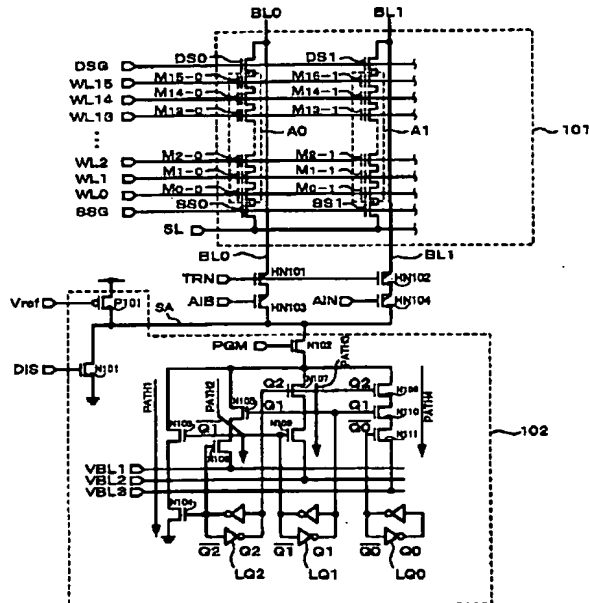 BL0 BL1
DSG DS0 DS1
WL15 M15-0 M15-1
WL14 M14-0 M14-1
WL13 M13-0 M13-1
A0 A1
101
WL2 M2-0 M2-1
WL1 M1-0 M1-1
WL0 M0-0 M0-1
SSG SS0 SS1
SL
BL0 BL1
TRN HN101 HN102
AIB HN103 AIN HN104
Vref P101 SA
PGM N102
DIS N101
PATH1 PATH2 PATH3 PATH4
N105 Q2 N107 Q2 N109
N103 Q1 Q1 Q1 N110
N106 N108 Q0 N111
102
VBL1
VBL2
VBL3
N104
Q2 Q2 Q1 Q1 Q0 Q0
LQ2 LQ1 LQ0